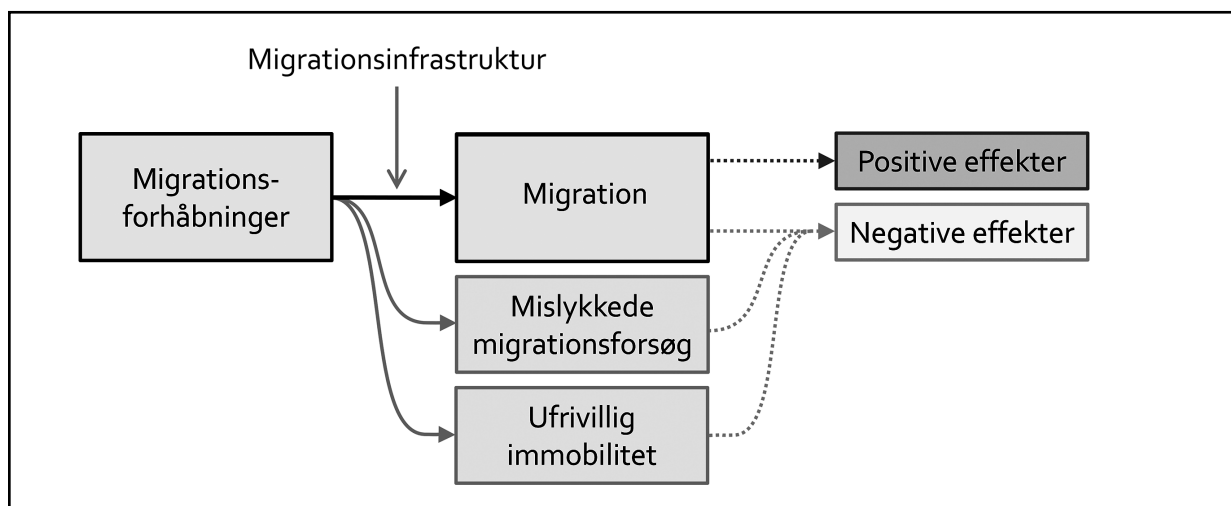 Migrationsinfrastruktur
Migrations-
forhåbninger
Migration
Positive effekter
Negative effekter
Mislykkede
migrationsforsøg
Ufrivillig
immobilitet